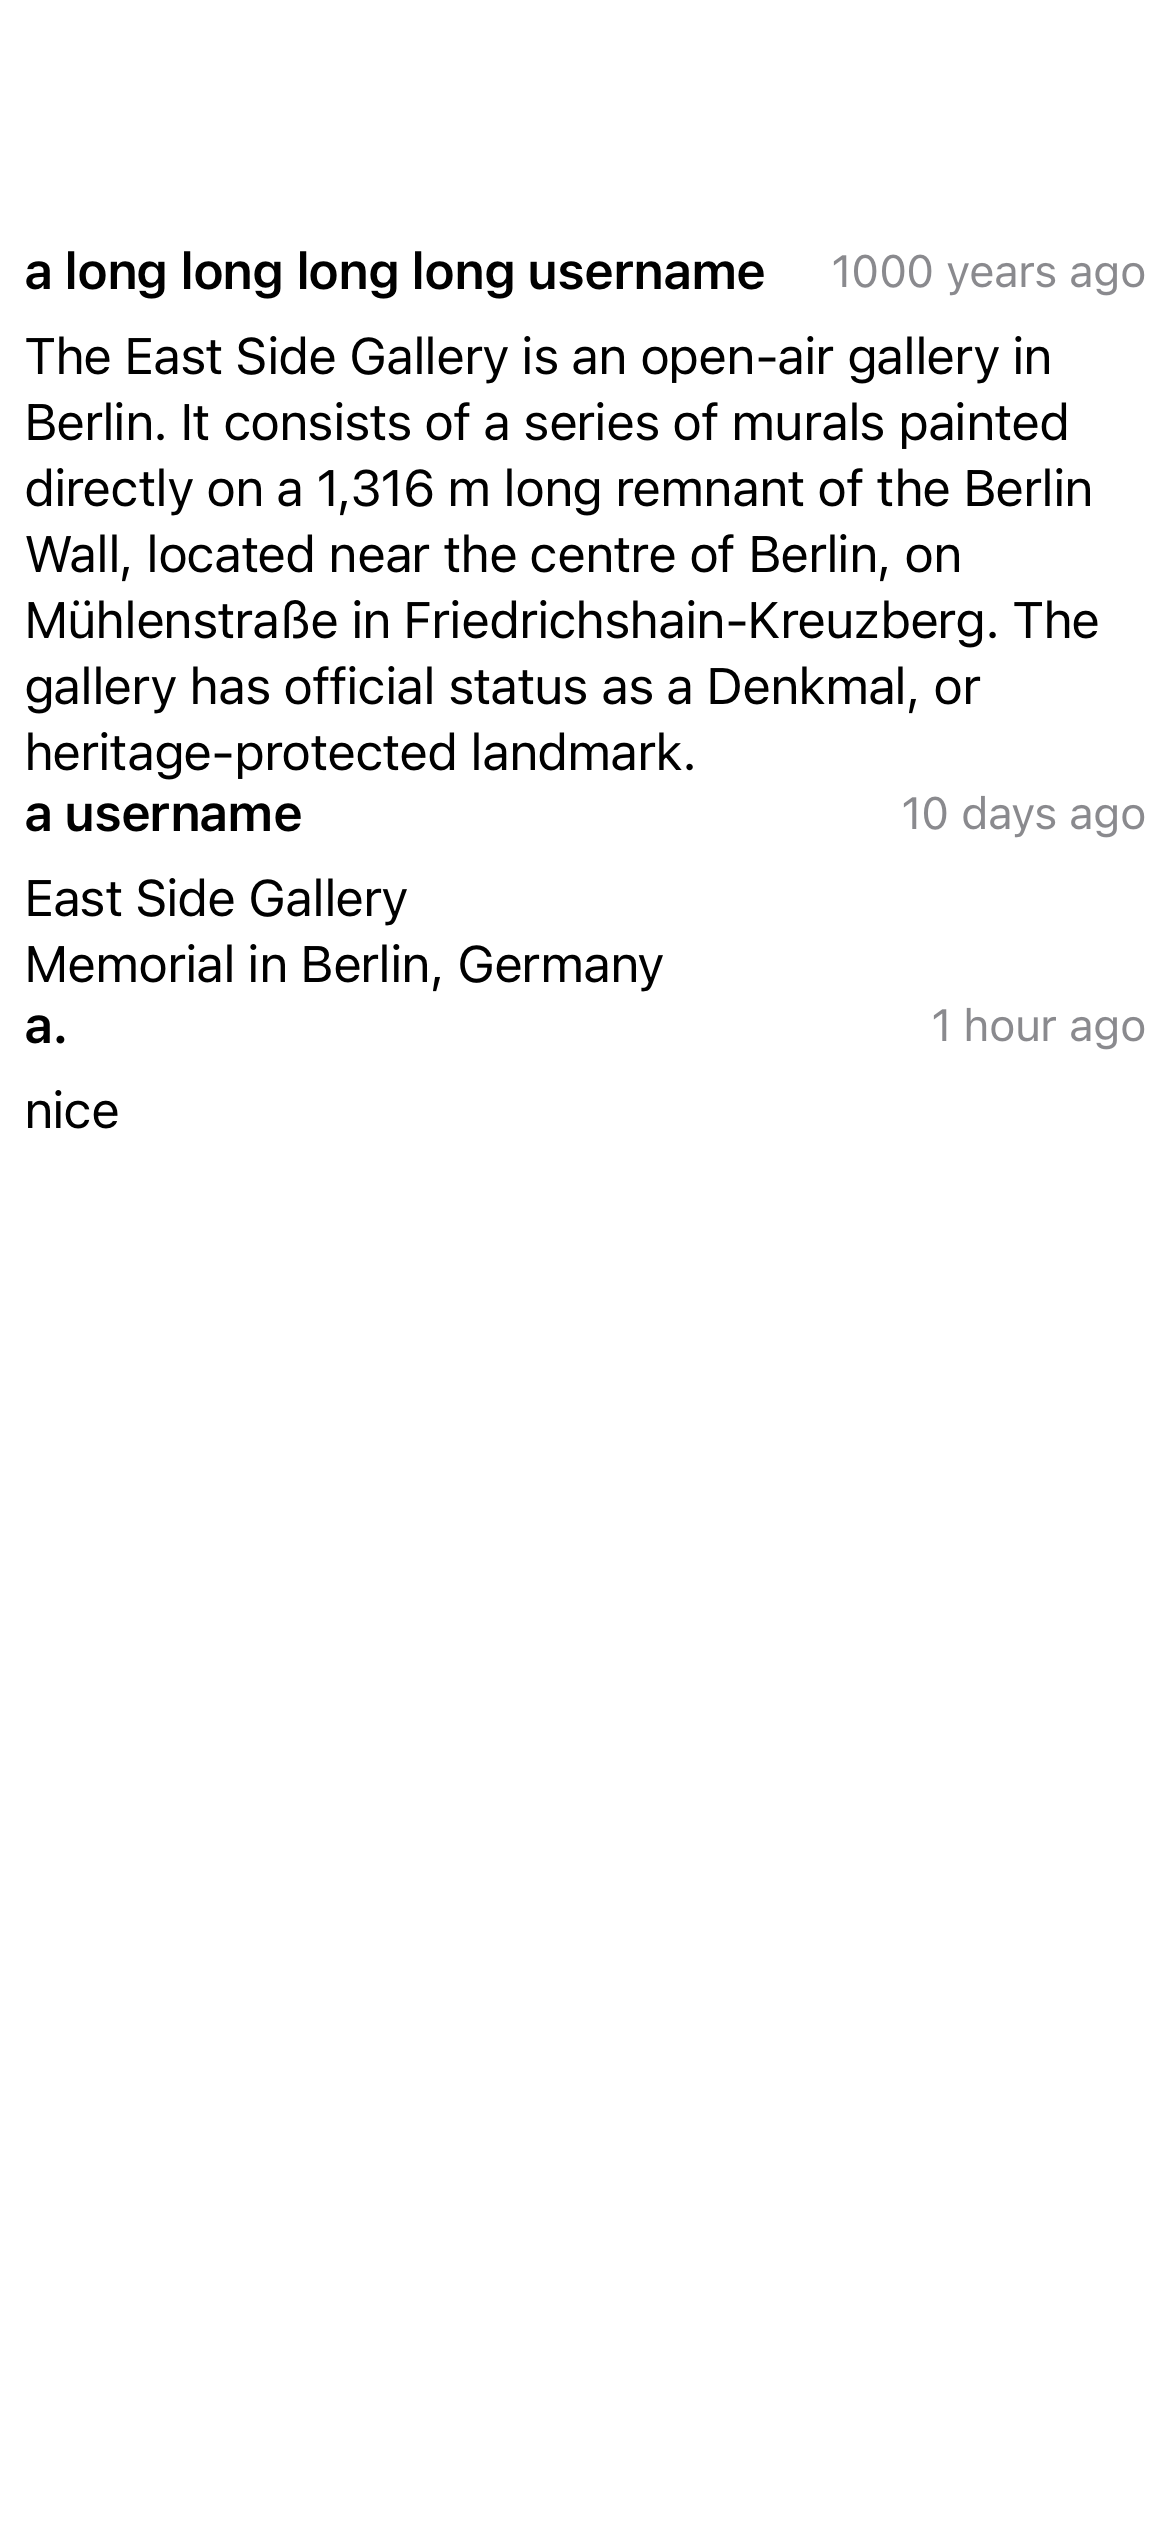 a long long long long username 1000 years ago
The East Side Gallery is an open-air gallery in
Berlin. It consists of a series of murals painted
directly on a 1,316 m long remnant of the Berlin
Wall, located near the centre of Berlin, on
Mühlenstraße in Friedrichshain-Kreuzberg. The
gallery has official status as a Denkmal, or
heritage-protected landmark.
a username 10 days ago
East Side Gallery
Memorial in Berlin, Germany
a. 1 hour ago
nice